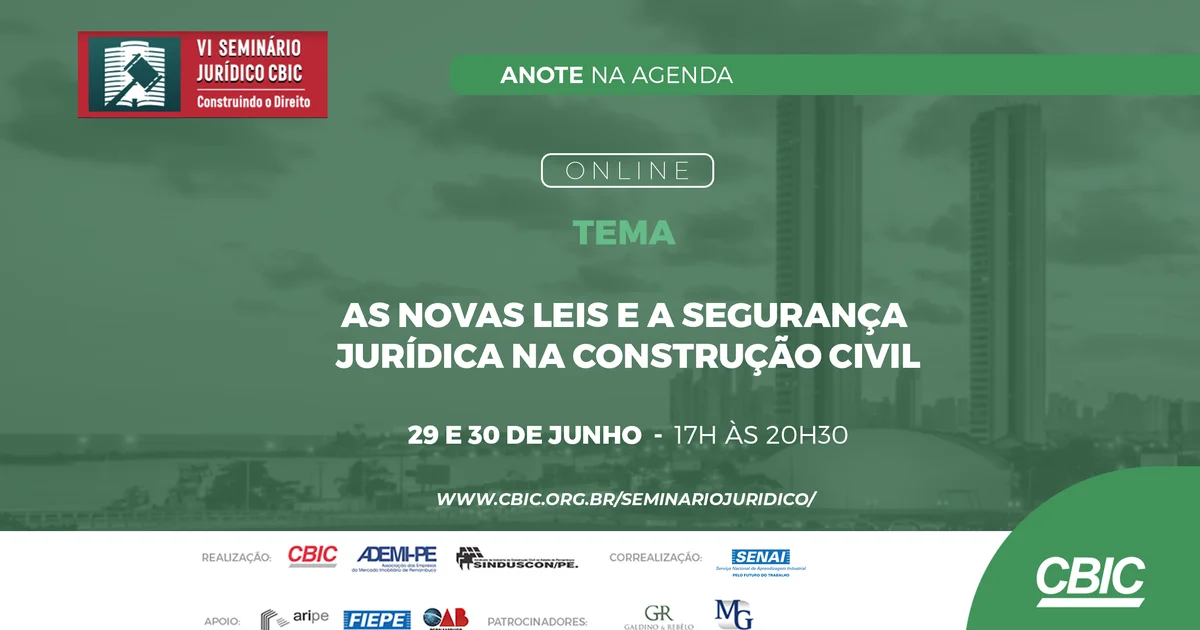 VI SEMINÁRIO
JURÍDICO CBIC
Construindo o Direito
ANOTE NA AGENDA
ONLINE
TEMA
AS NOVAS LEIS E A SEGURANÇA
JURÍDICA NA CONSTRUÇÃO CIVIL
29 E 30 DE JUNHO - 17H ÀS 20H30
WWW.CBIC.ORG.BR/SEMINARIOJURIDICO/
REALIZAÇÃO:
CBIC
ADEMI-PE
Associação das Empresas
do Mercado Imobiliário de Pernambuco
SINDUSCON/PE.
CORREALIZAÇÃO:
SENAI
Serviço Nacional de Aprendizagem Industrial
PELO FUTURO DO TRABALHO
CBIC
APOIO:
aripe
FIEPE
OAB
PATROCINADORES:
GR
GALDINO & REBÊLO
MG